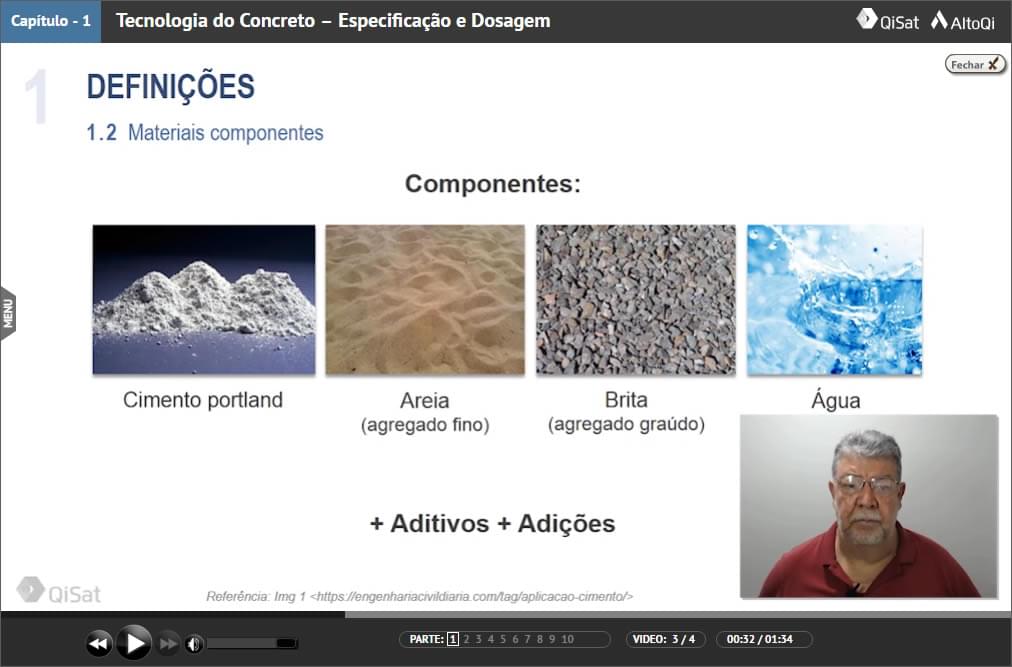 Capítulo - 1
Tecnologia do Concreto – Especificação e Dosagem
QiSat AltoQi
Fechar
1
DEFINIÇÕES
1.2 Materiais componentes
Componentes:
MENU
Cimento portland
Areia
(agregado fino)
Brita
(agregado graúdo)
Água
+ Aditivos + Adições
QiSat
Referência: Img 1 <https://engenhariacivildiaria.com/tag/aplicacao-cimento/>
PARTE: 1 2 3 4 5 6 7 8 9 10
VIDEO: 3 / 4
00:32 / 01:34